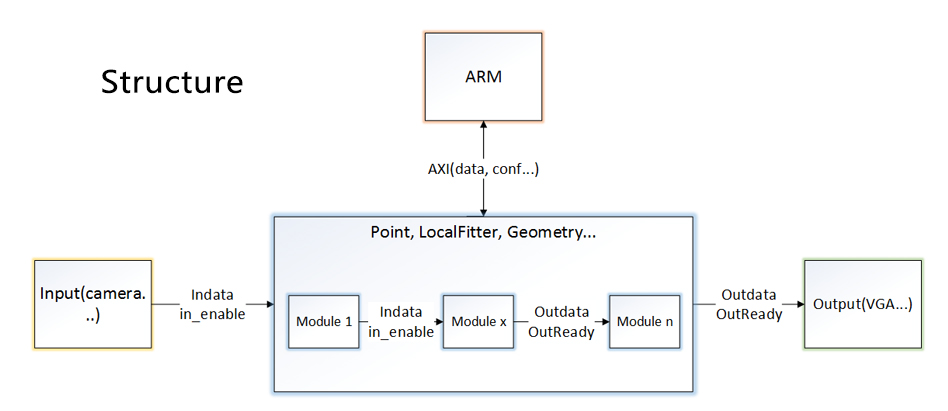 Structure
ARM
AXI(data, conf...)
Point, LocalFitter, Geometry...
Input(camera.
..)
Indata
in_enable
Module 1
Indata
in_enable
Module x
Outdata
OutReady
Module n
Outdata
OutReady
Output(VGA...)